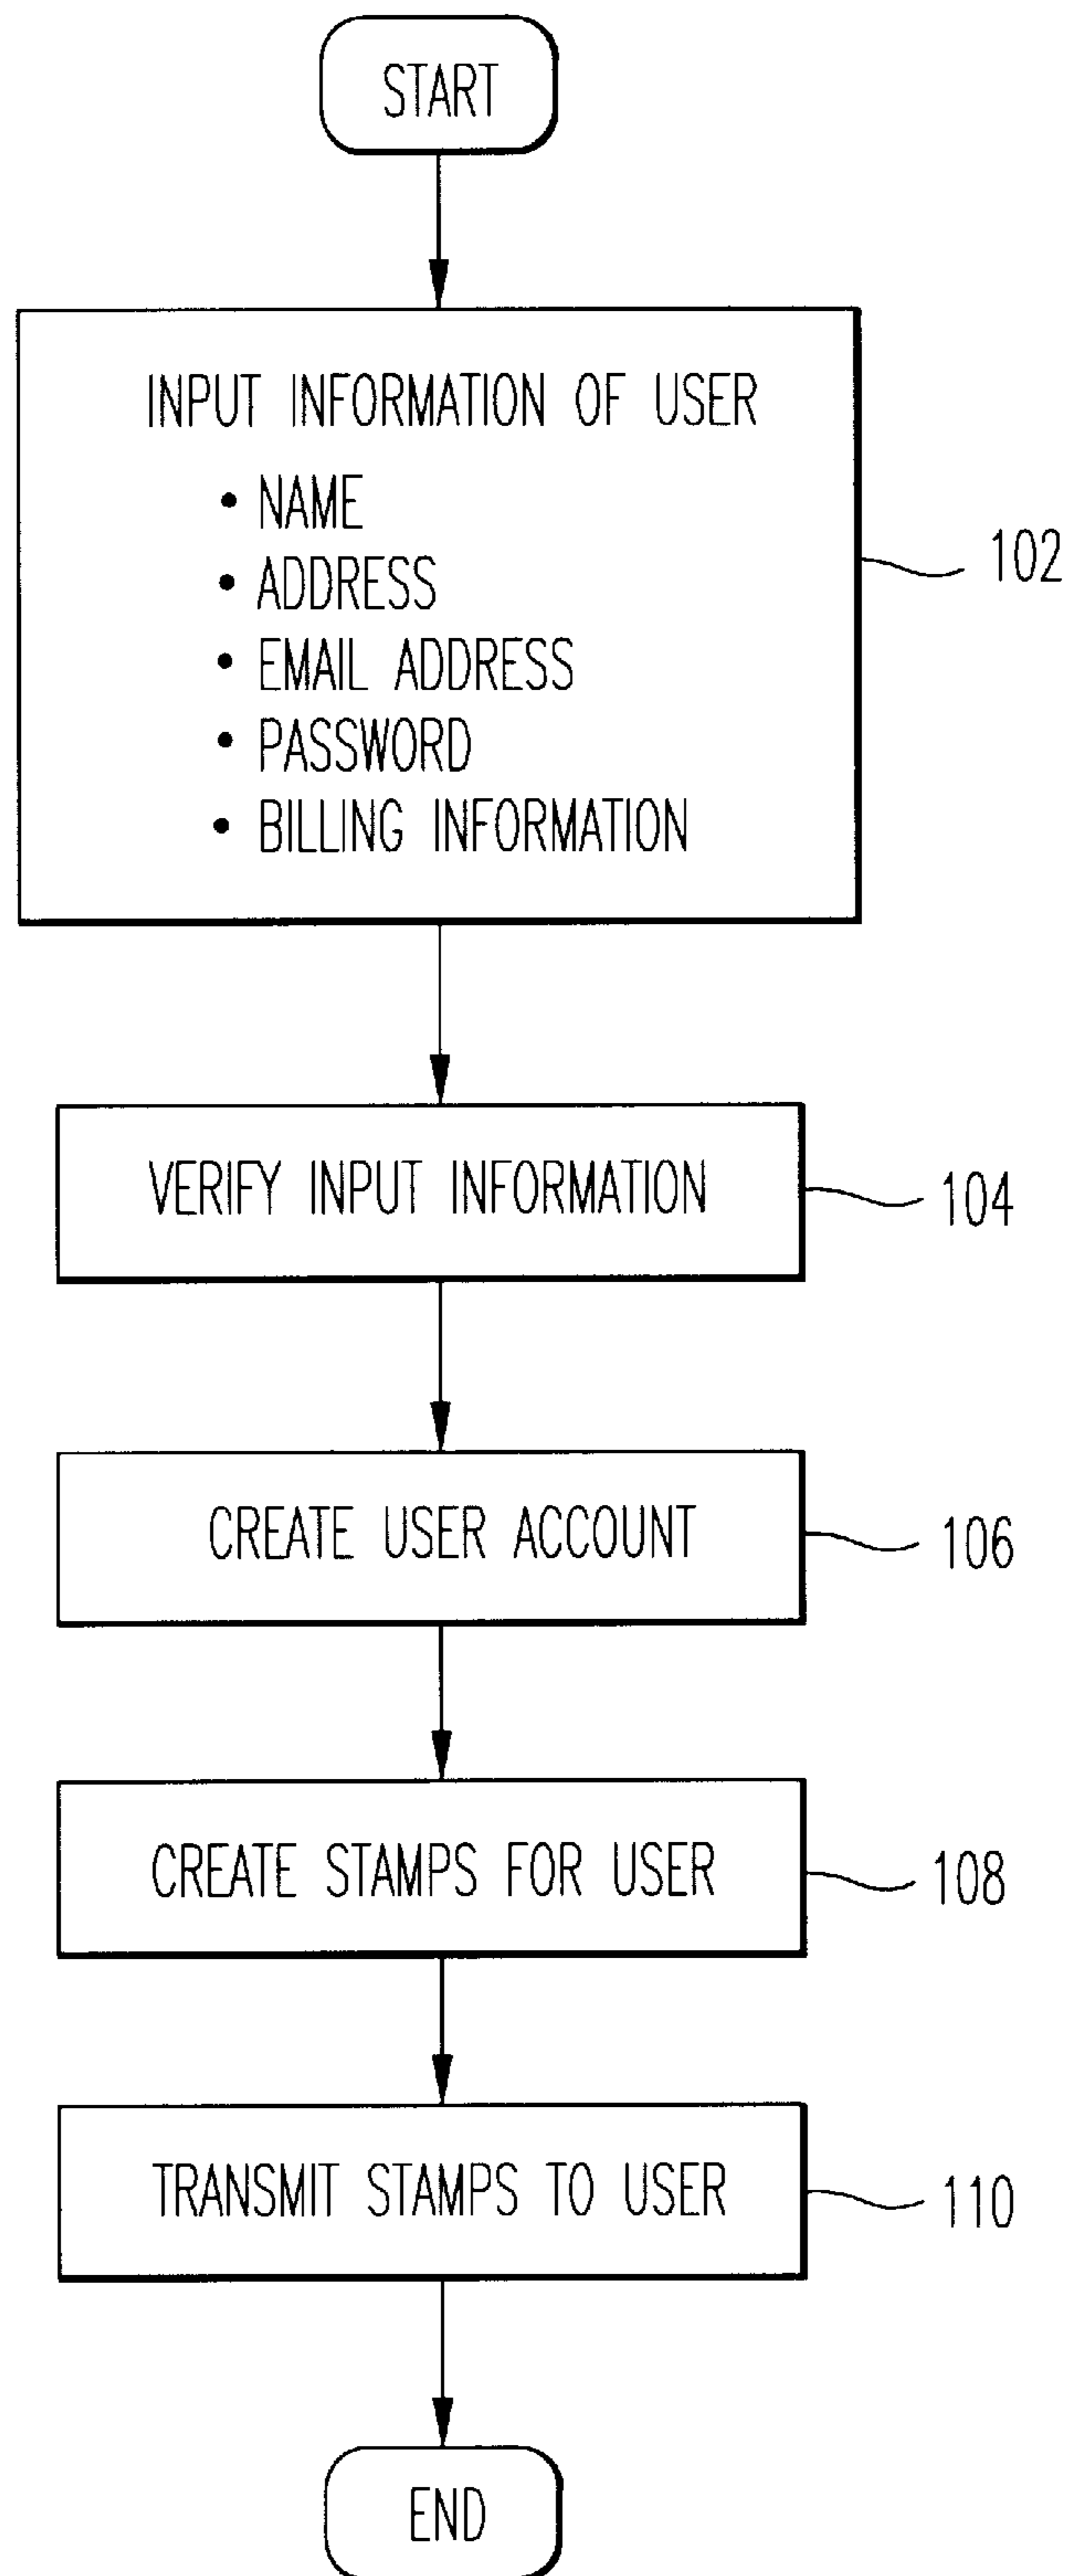 START
INPUT INFORMATION OF USER
• NAME
• ADDRESS
• EMAIL ADDRESS
• PASSWORD
• BILLING INFORMATION
102
VERIFY INPUT INFORMATION
104
CREATE USER ACCOUNT
106
CREATE STAMPS FOR USER
108
TRANSMIT STAMPS TO USER
110
END